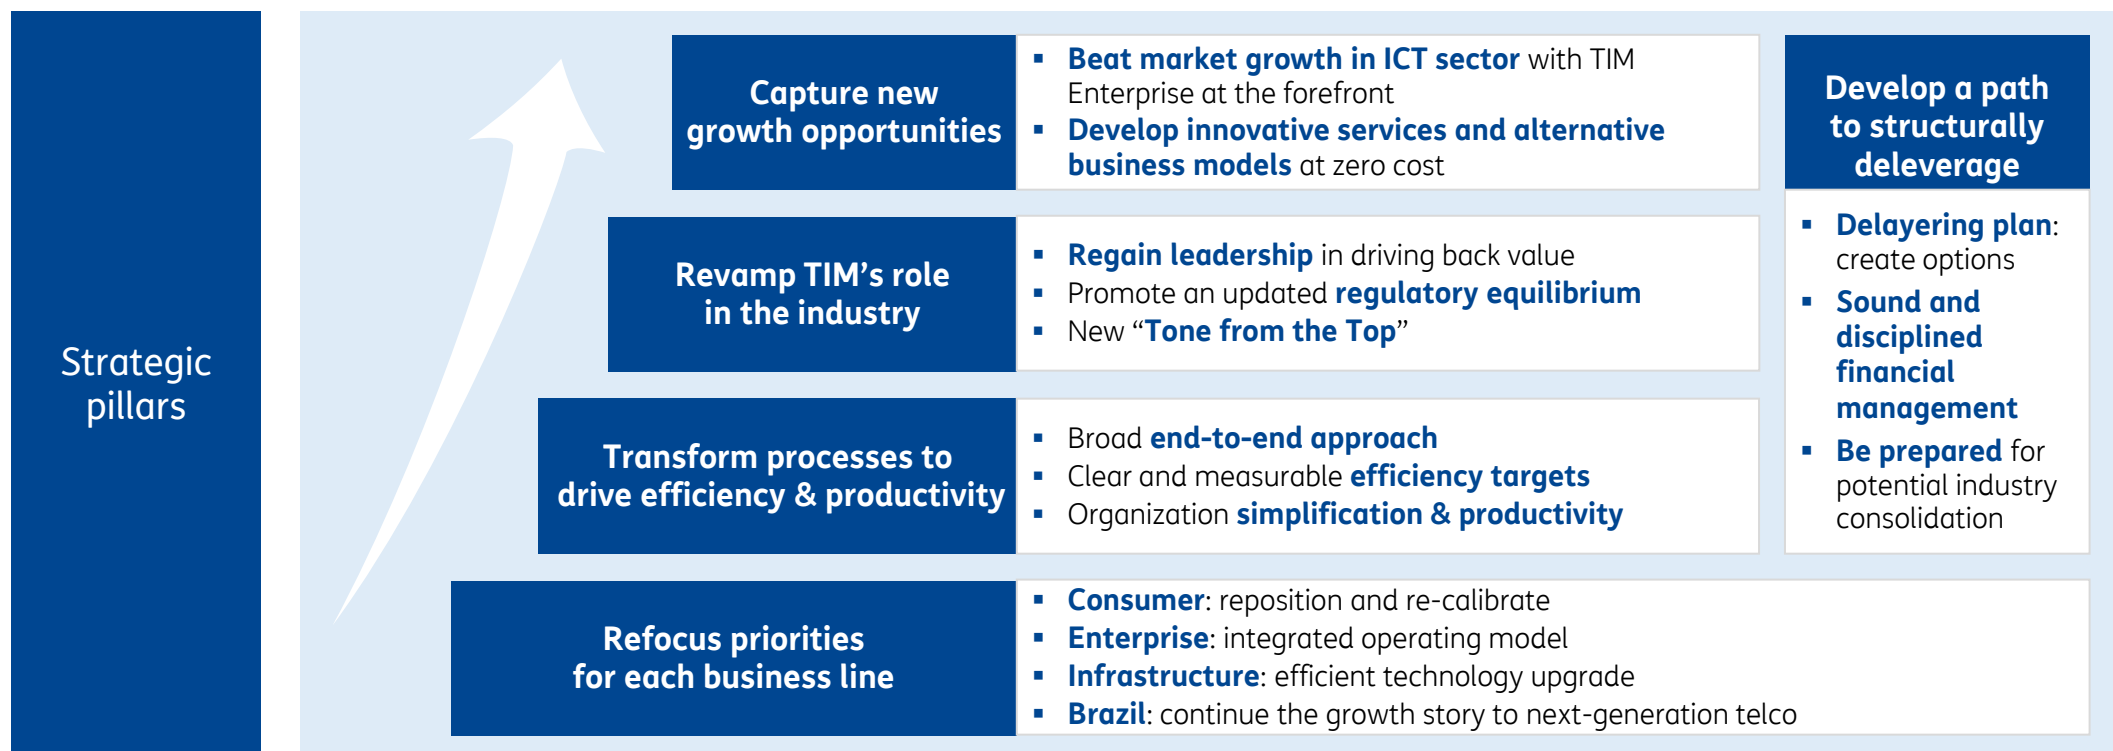 Strategic
pillars
Capture new
growth opportunities
▪ Beat market growth in ICT sector with TIM
Enterprise at the forefront
▪ Develop innovative services and alternative
business models at zero cost
Revamp TIM’s role
in the industry
▪ Regain leadership in driving back value
▪ Promote an updated regulatory equilibrium
▪ New “Tone from the Top”
Transform processes to
drive efficiency & productivity
▪ Broad end-to-end approach
▪ Clear and measurable efficiency targets
▪ Organization simplification & productivity
Refocus priorities
for each business line
▪ Consumer: reposition and re-calibrate
▪ Enterprise: integrated operating model
▪ Infrastructure: efficient technology upgrade
▪ Brazil: continue the growth story to next-generation telco
Develop a path
to structurally
deleverage
▪ Delayering plan:
create options
▪ Sound and
disciplined
financial
management
▪ Be prepared for
potential industry
consolidation